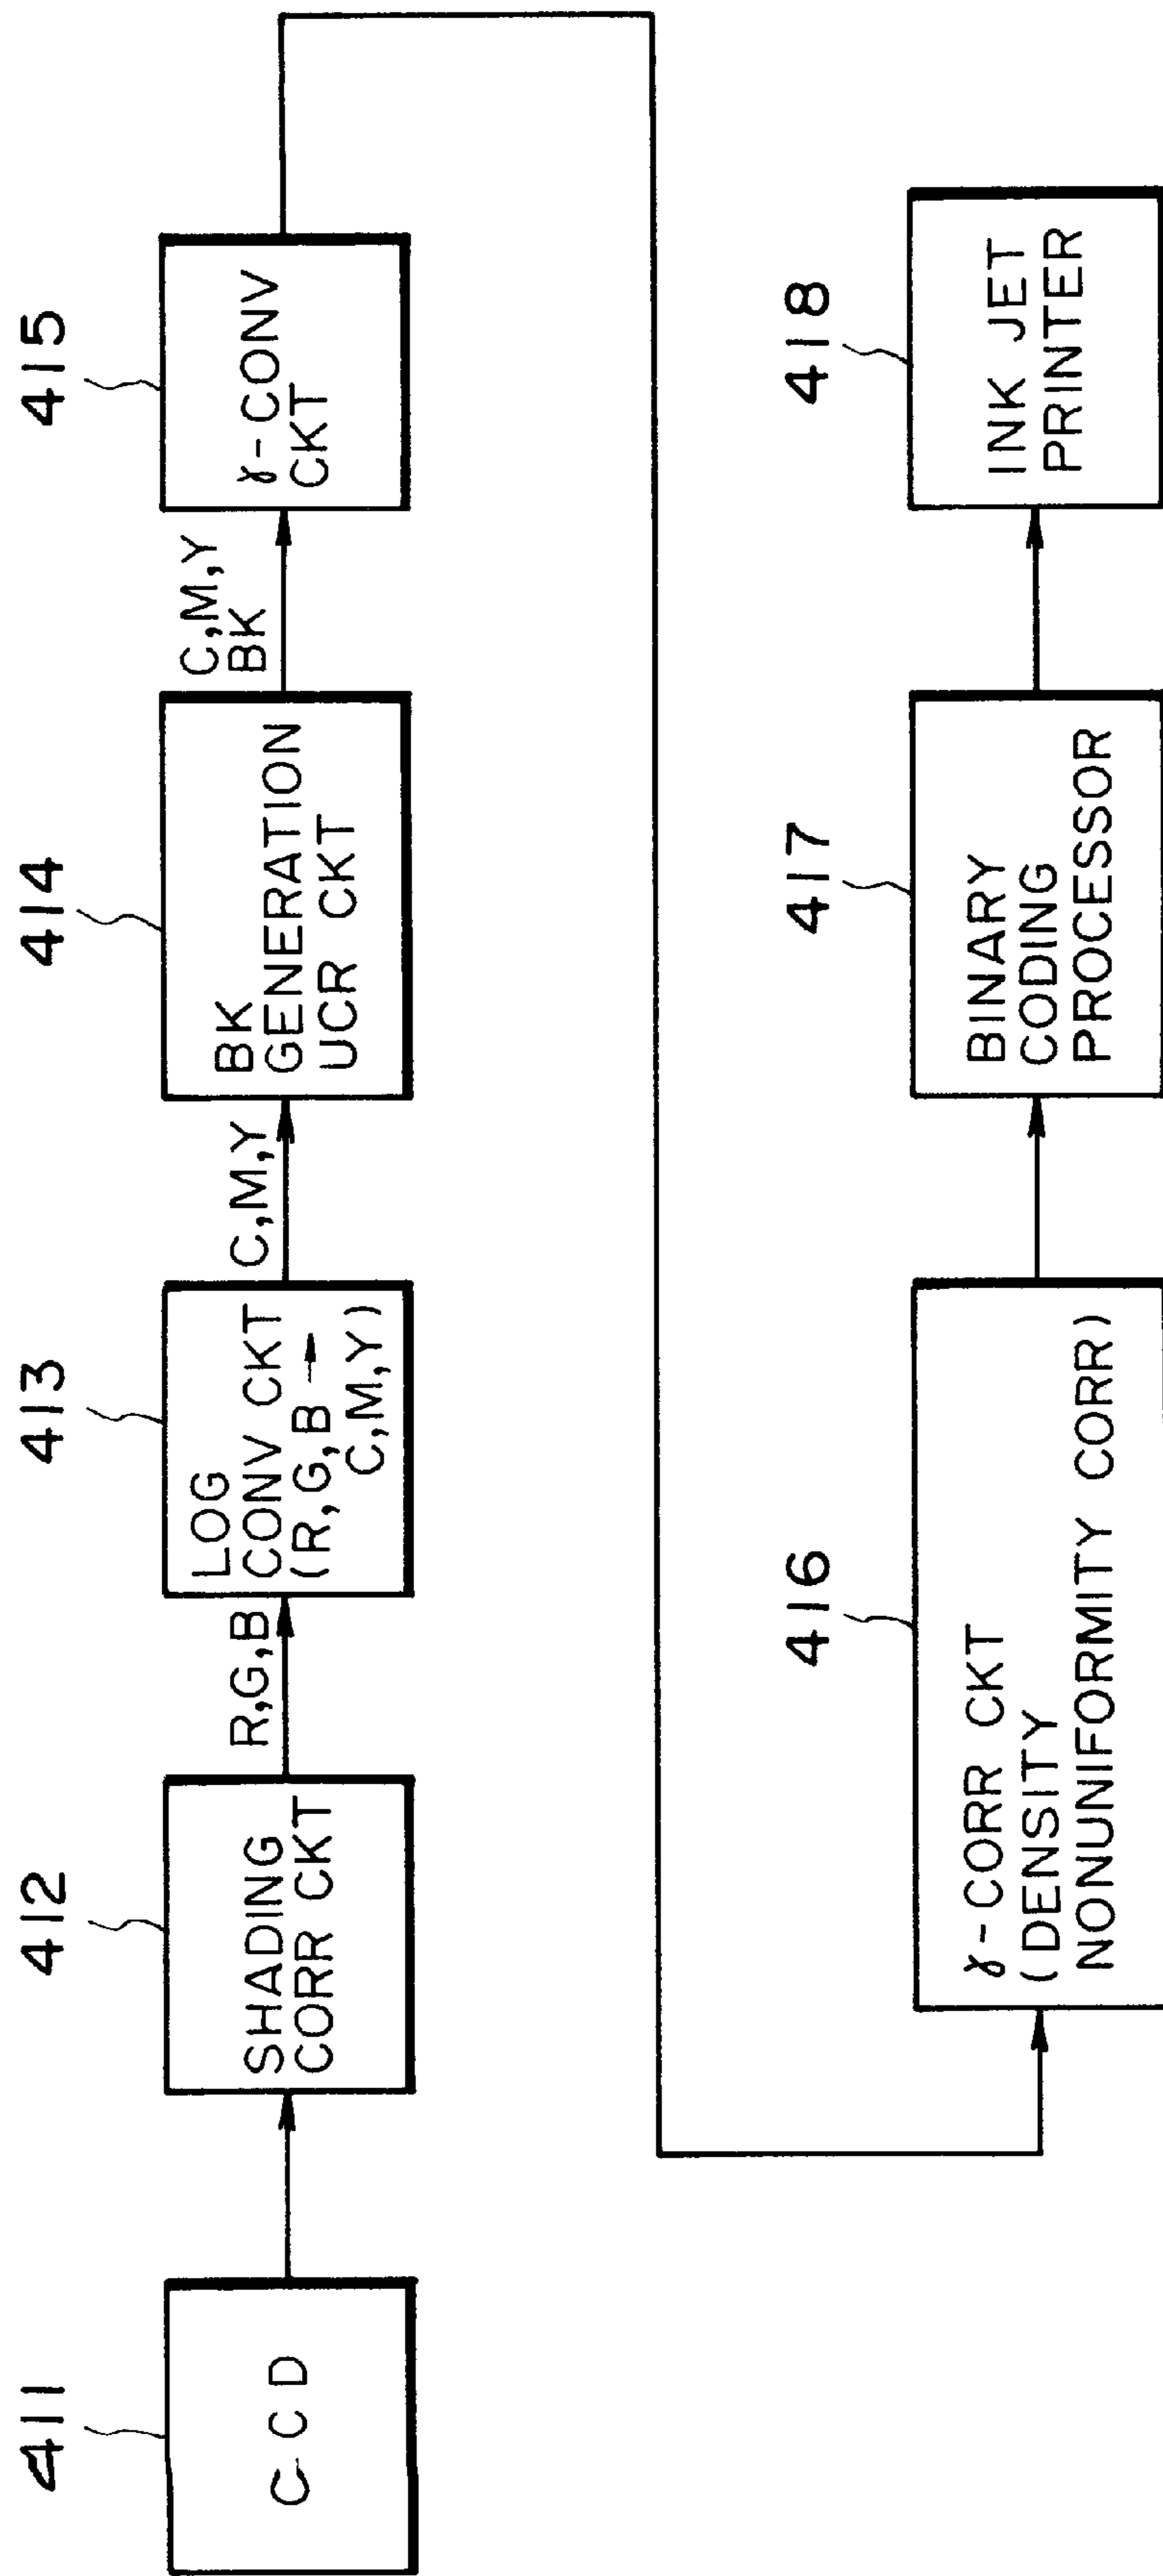 411
CCD
412
SHADING
CORR CKT
R,G,B
413
LOG
CONV CKT
(R,G,B →
C,M,Y)
C,M,Y
414
BK
GENERATION
UCR CKT
C,M,Y
BK
415
γ-CONV
CKT
416
γ-CORR CKT
(DENSITY
NONUNIFORMITY CORR)
417
BINARY
CODING
PROCESSOR
418
INK JET
PRINTER